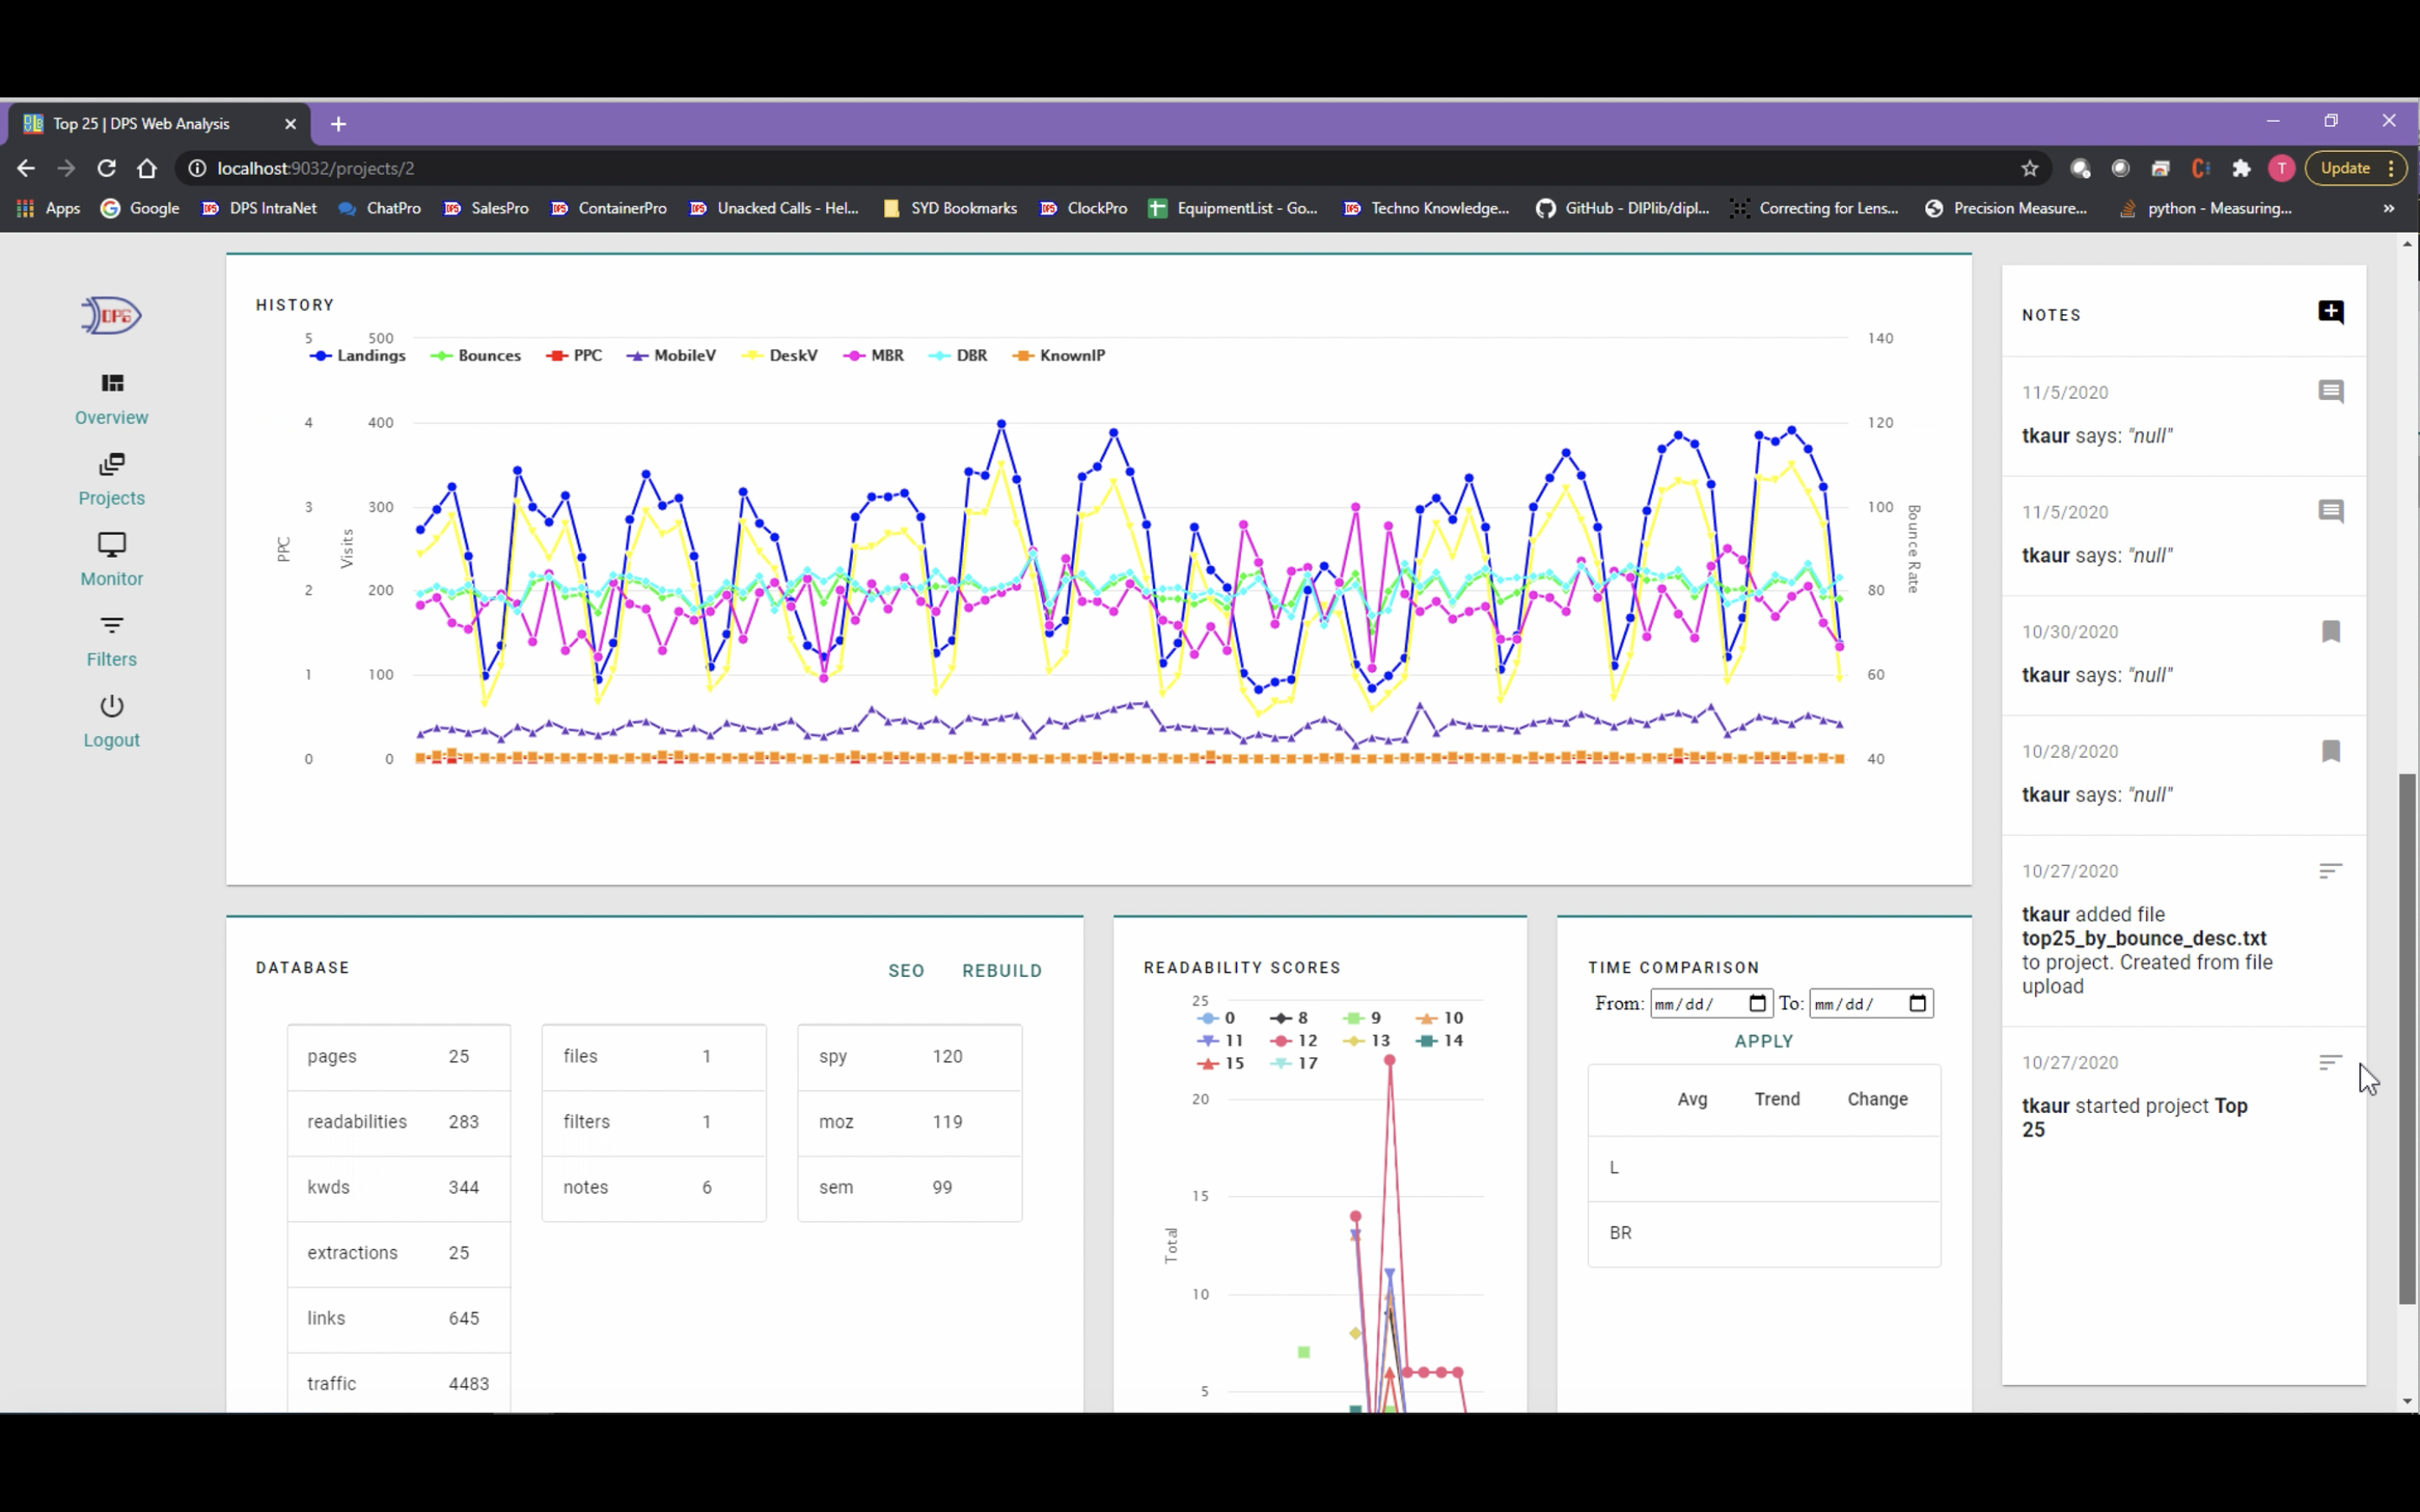 Top 25 | DPS Web Analysis
localhost:9032/projects/2
T
Update
Apps Google DPS IntraNet ChatPro SalesPro ContainerPro Unacked Calls - Hel... SYD Bookmarks ClockPro EquipmentList - Go... Techno Knowledge... GitHub - DIPlib/dipl... Correcting for Lens... Precision Measure... python - Measuring... »
DPS
Overview
Projects
Monitor
Filters
Logout
HISTORY
5 500 140
Landings Bounces PPC MobileV DeskV MBR DBR KnownIP
4 400 120
3 300 100
PPC Visits Bounce Rate
2 200 80
1 100 60
0 0 40
DATABASE
SEO REBUILD
pages 25
readabilities 283
kwds 344
extractions 25
links 645
traffic 4483
files 1
filters 1
notes 6
spy 120
moz 119
sem 99
READABILITY SCORES
25
0 8 9 10
11 12 13 14
15 17
20
15
Total
10
5
TIME COMPARISON
From: mm/dd/ To: mm/dd/
APPLY
Avg Trend Change
L
BR
NOTES
11/5/2020
tkaur says: "null"
11/5/2020
tkaur says: "null"
10/30/2020
tkaur says: "null"
10/28/2020
tkaur says: "null"
10/27/2020
tkaur added file
top25_by_bounce_desc.txt
to project. Created from file
upload
10/27/2020
tkaur started project Top
25